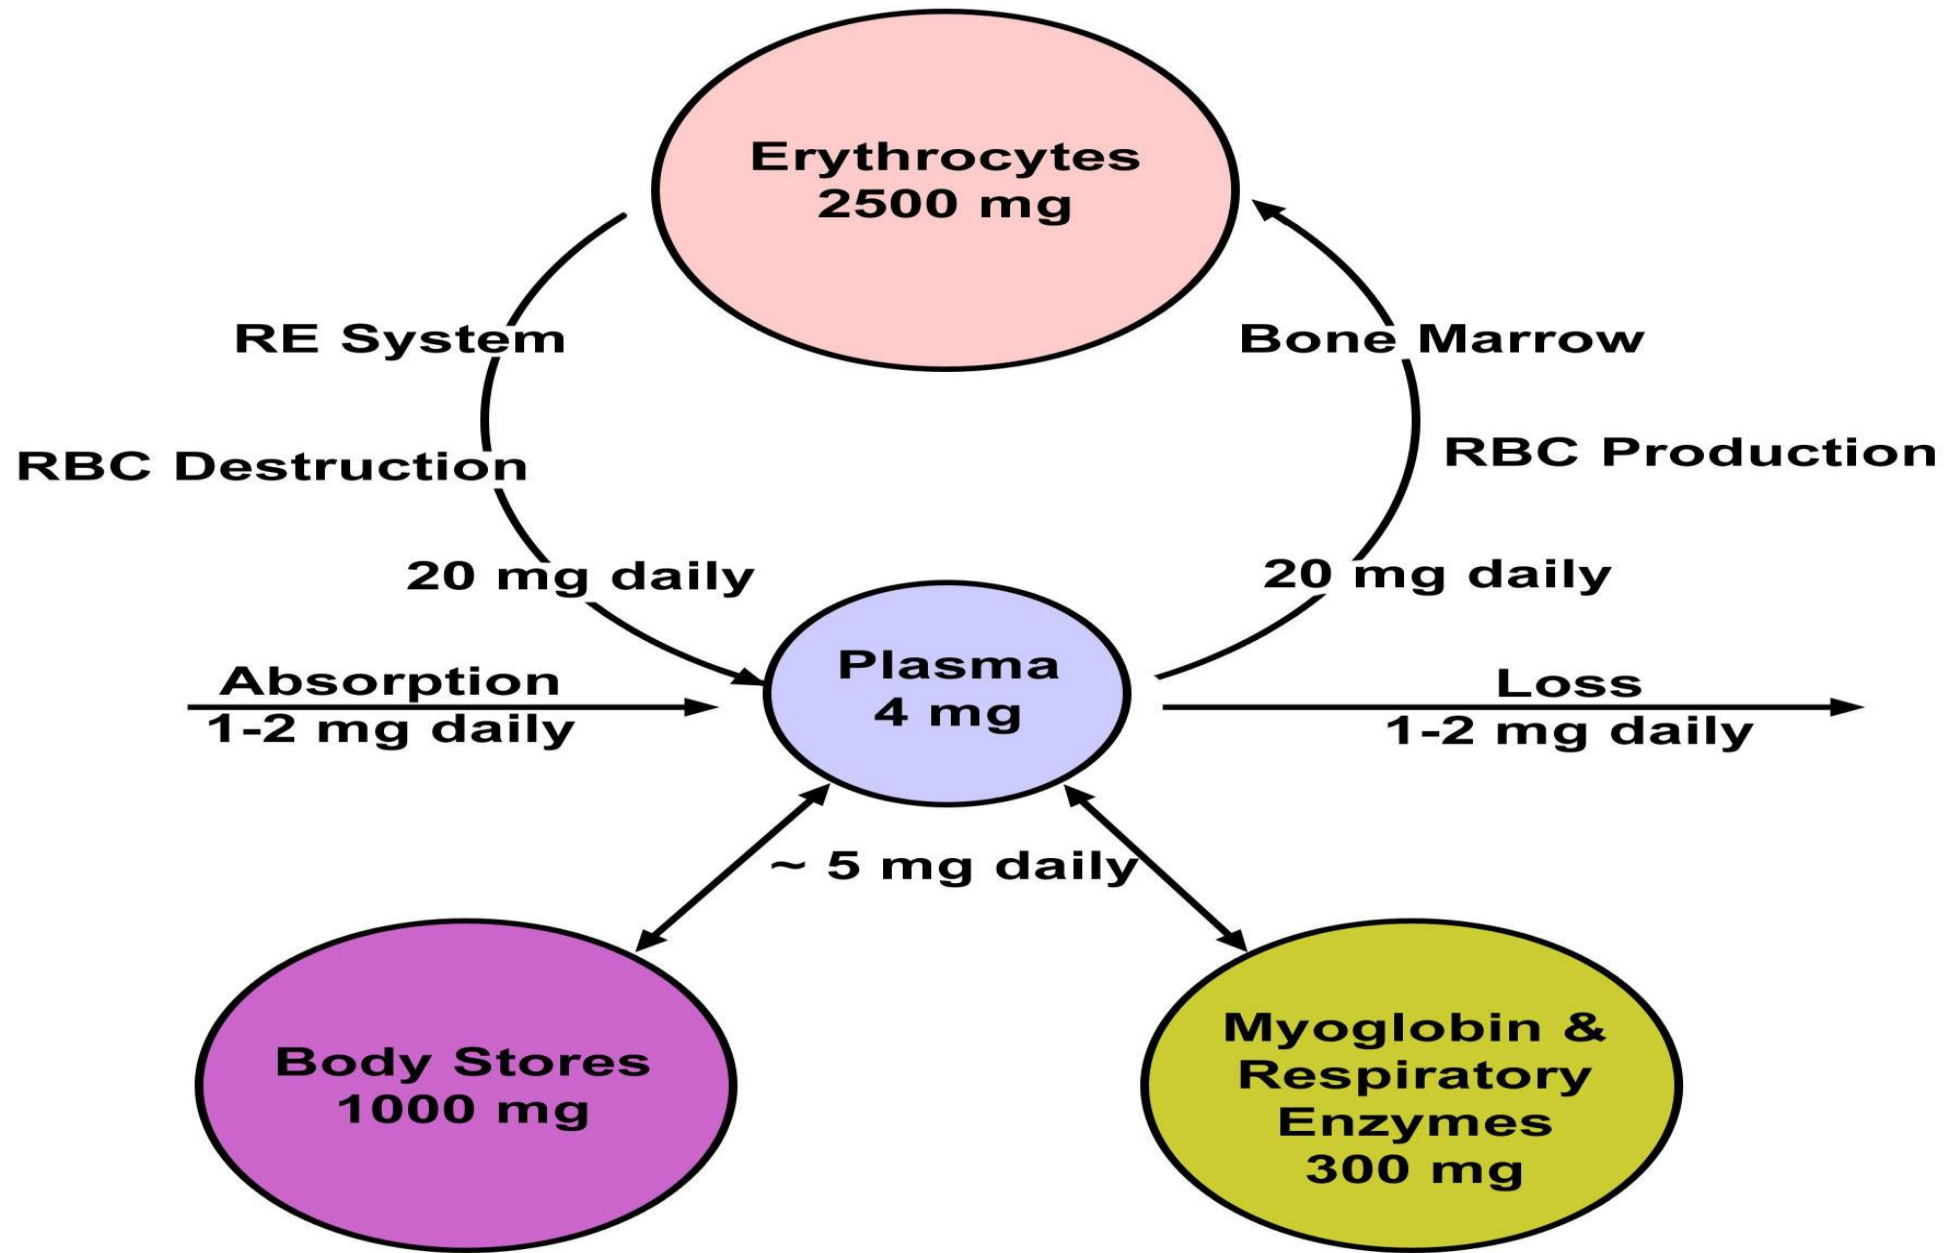 Erythrocytes
2500 mg
RE System
Bone Marrow
RBC Destruction
RBC Production
20 mg daily
20 mg daily
Absorption
1-2 mg daily
Plasma
4 mg
Loss
1-2 mg daily
~ 5 mg daily
Body Stores
1000 mg
Myoglobin &
Respiratory
Enzymes
300 mg